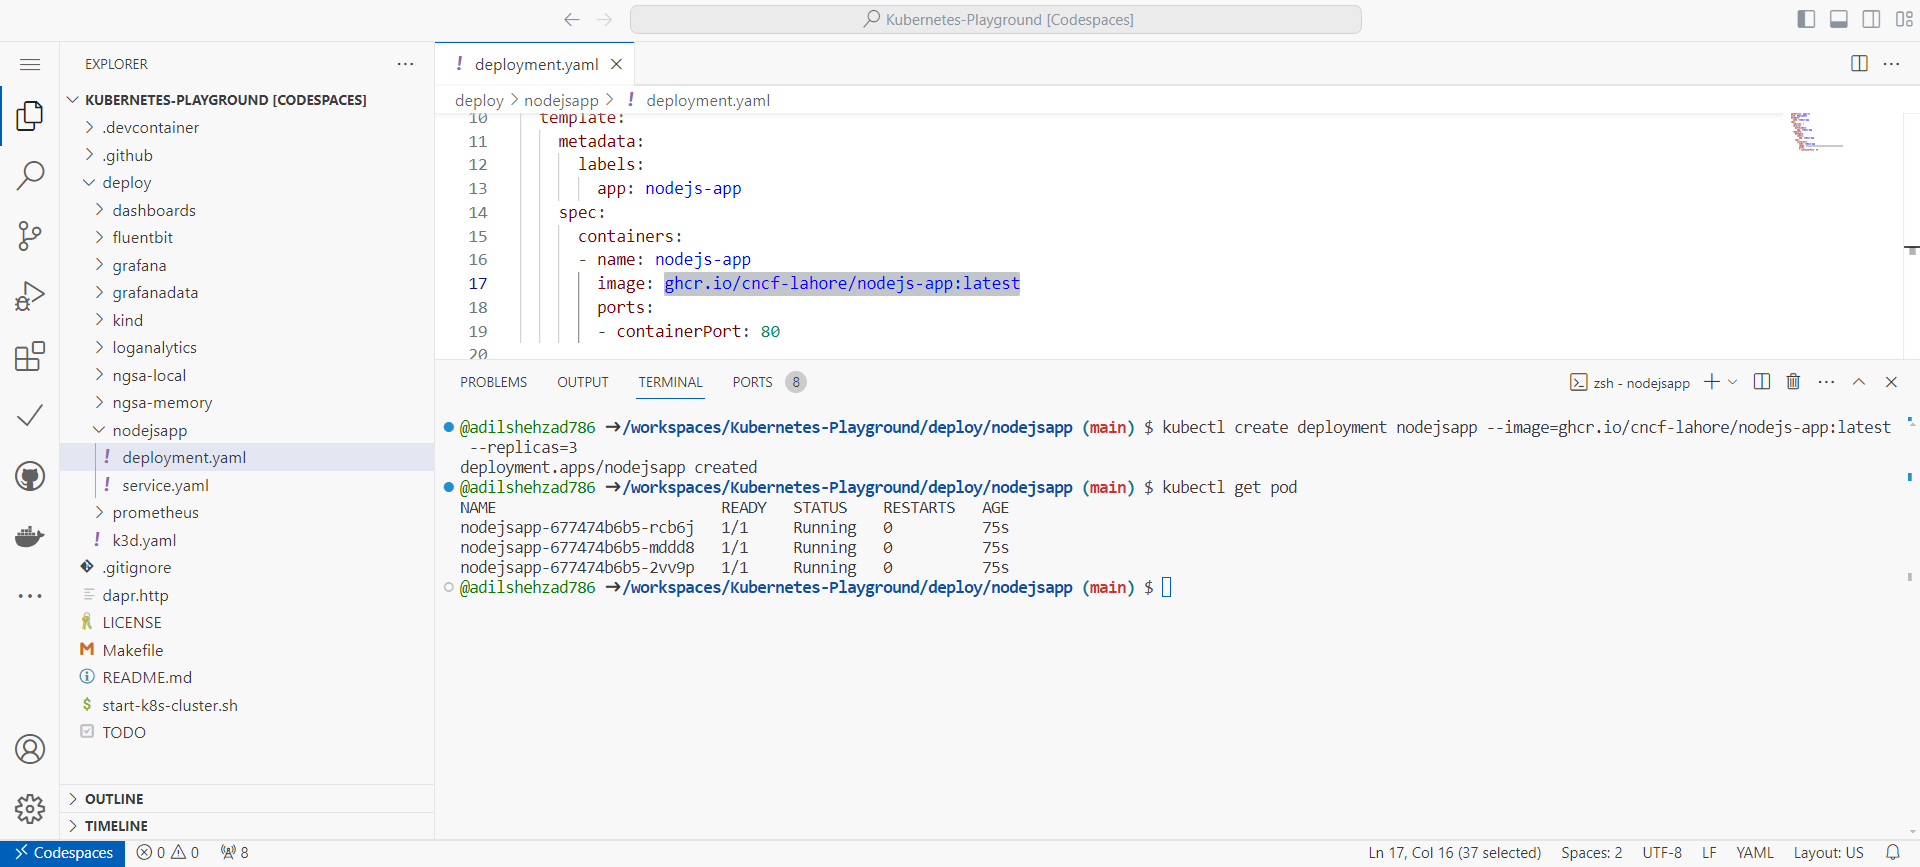 Kubernetes-Playground [Codespaces]
EXPLORER
KUBERNETES-PLAYGROUND [CODESPACES]
.devcontainer
.github
deploy
dashboards
fluentbit
grafana
grafanadata
kind
loganalytics
ngsa-local
ngsa-memory
nodejsapp
! deployment.yaml
! service.yaml
prometheus
! k3d.yaml
.gitignore
dapr.http
LICENSE
Makefile
README.md
$ start-k8s-cluster.sh
TODO
OUTLINE
TIMELINE
! deployment.yaml
deploy > nodejsapp > ! deployment.yaml
10 template:
11 metadata:
12 labels:
13 app: nodejs-app
14 spec:
15 containers:
16 - name: nodejs-app
17 image: ghcr.io/cncf-lahore/nodejs-app:latest
18 ports:
19 - containerPort: 80
20
PROBLEMS OUTPUT TERMINAL PORTS 8
zsh - nodejsapp
@adilshehzad786 →/workspaces/Kubernetes-Playground/deploy/nodejsapp (main) $ kubectl create deployment nodejsapp --image=ghcr.io/cncf-lahore/nodejs-app:latest
--replicas=3
deployment.apps/nodejsapp created
@adilshehzad786 →/workspaces/Kubernetes-Playground/deploy/nodejsapp (main) $ kubectl get pod
NAME READY STATUS RESTARTS AGE
nodejsapp-677474b6b5-rcb6j 1/1 Running 0 75s
nodejsapp-677474b6b5-mddd8 1/1 Running 0 75s
nodejsapp-677474b6b5-2vv9p 1/1 Running 0 75s
@adilshehzad786 →/workspaces/Kubernetes-Playground/deploy/nodejsapp (main) $
Codespaces 0 0 8
Ln 17, Col 16 (37 selected) Spaces: 2 UTF-8 LF YAML Layout: US